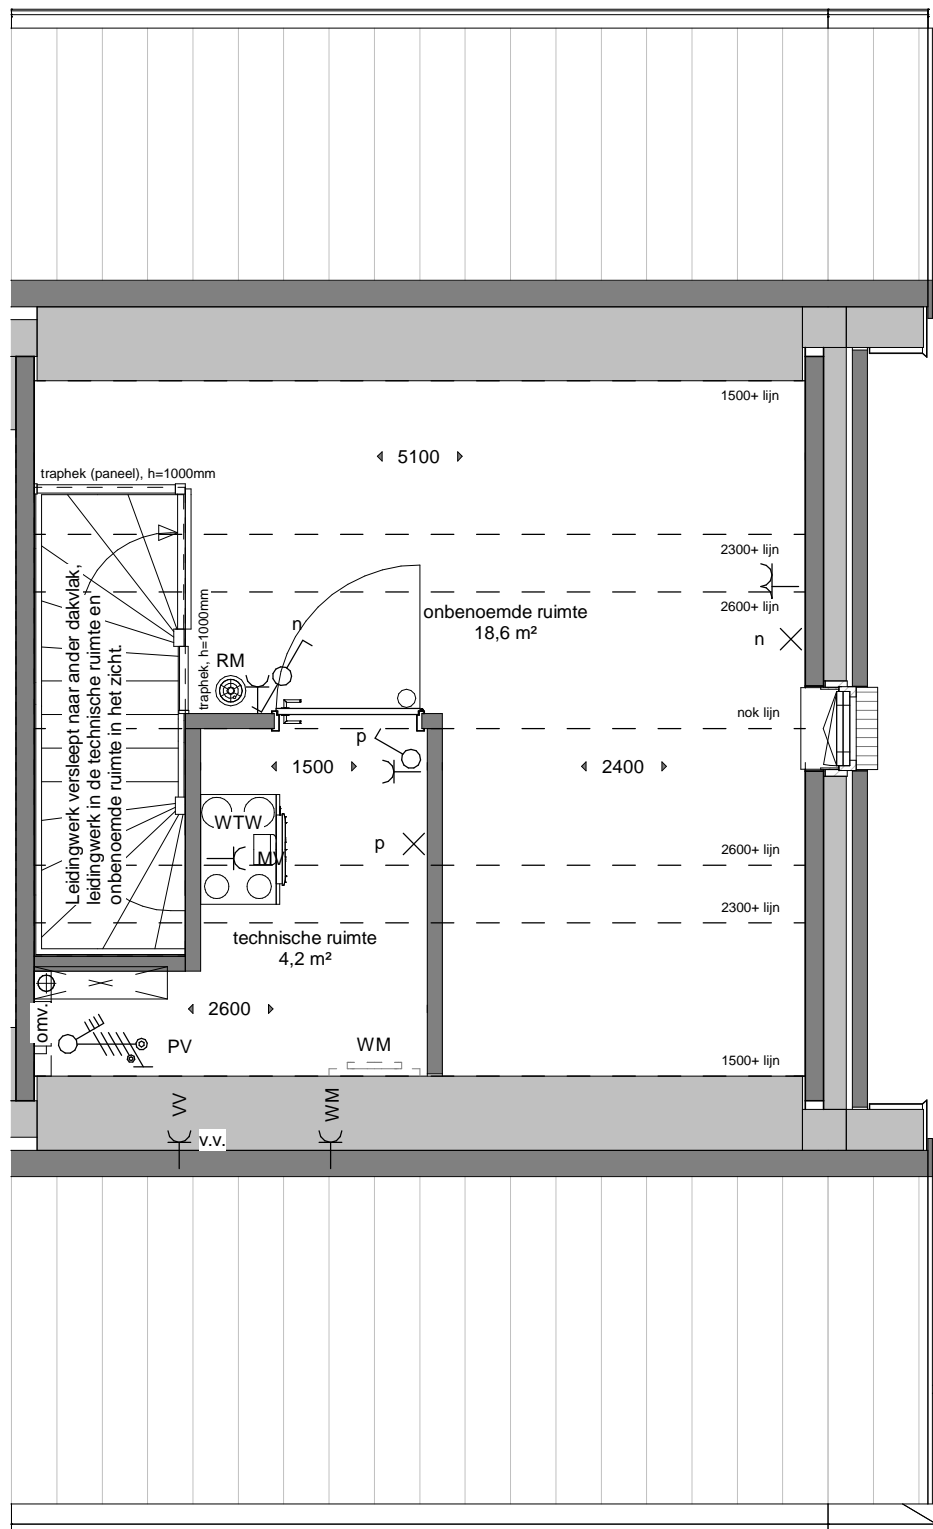 1500+ lijn
5100
traphek (paneel), h=1000mm
2300+ lijn
2600+ lijn
onbenoemde ruimte
18,6 m²
n
n
RM
traphek, h=1000mm
Leidingwerk versleept naar ander dakvlak,
leidingwerk in de technische ruimte en
onbenoemde ruimte in het zicht.
nok lijn
p
1500
2400
WTW
MV
p
2600+ lijn
2300+ lijn
technische ruimte
4,2 m²
2600
omv.
PV
WM
1500+ lijn
VV
WM
v.v.